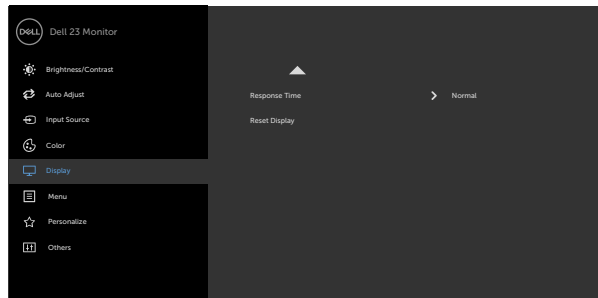 DELL Dell 23 Monitor
Brightness/Contrast
Auto Adjust
Response Time Normal
Input Source
Reset Display
Color
Display
Menu
Personalize
Others